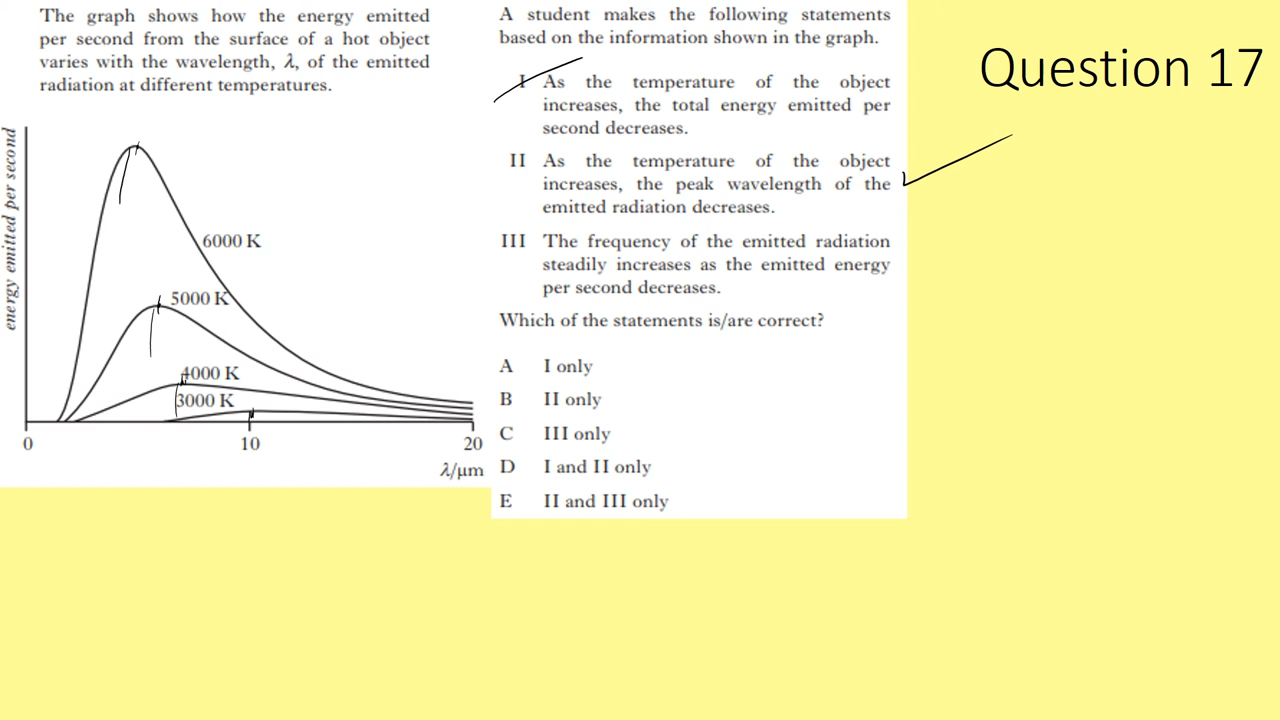 The graph shows how the energy emitted
per second from the surface of a hot object
varies with the wavelength, λ, of the emitted
radiation at different temperatures.
energy emitted per second
6000 K
5000 K
4000 K
3000 K
0
10
20
λ/μm
A student makes the following statements
based on the information shown in the graph.
I As the temperature of the object
increases, the total energy emitted per
second decreases.
II As the temperature of the object
increases, the peak wavelength of the
emitted radiation decreases.
III The frequency of the emitted radiation
steadily increases as the emitted energy
per second decreases.
Which of the statements is/are correct?
A I only
B II only
C III only
D I and II only
E II and III only
Question 17